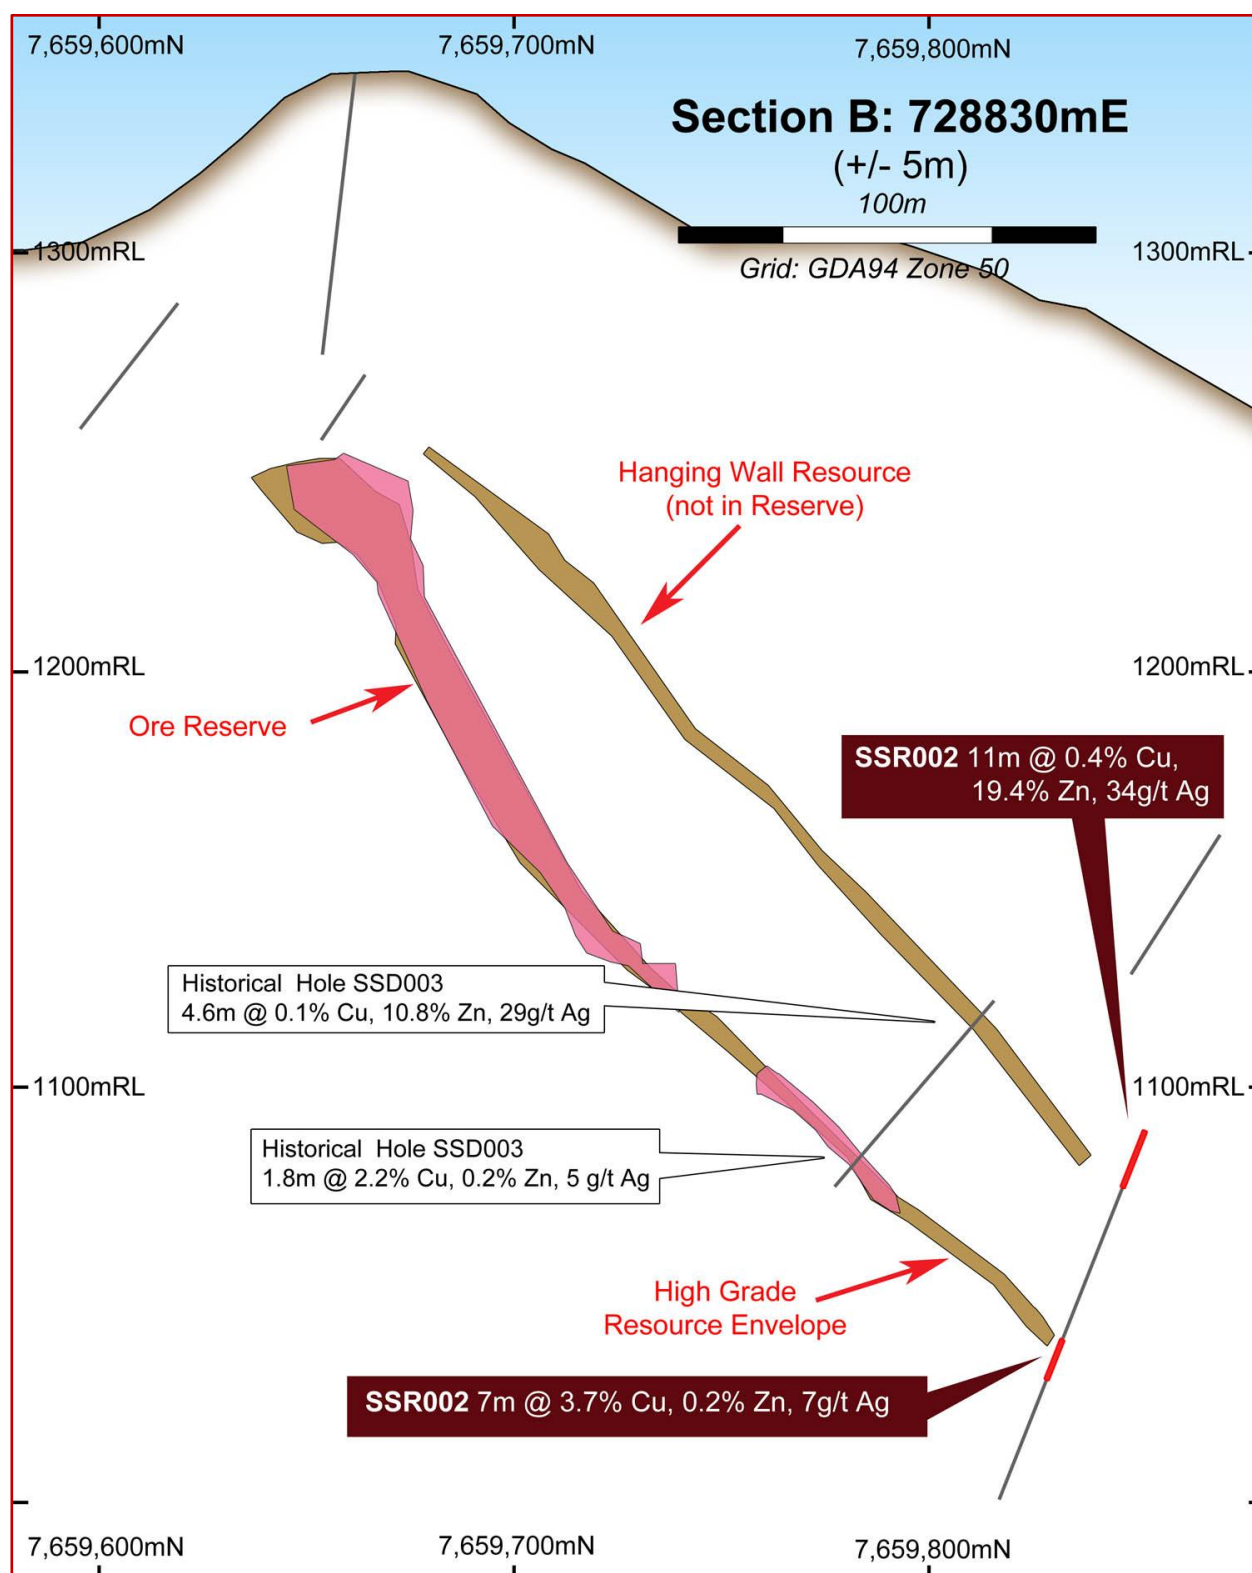 7,659,600mN
7,659,700mN
7,659,800mN
Section B: 728830mE
(+/- 5m)
100m
Grid: GDA94 Zone 50
1300mRL
1300mRL
Hanging Wall Resource
(not in Reserve)
1200mRL
1200mRL
Ore Reserve
SSR002 11m @ 0.4% Cu,
19.4% Zn, 34g/t Ag
Historical Hole SSD003
4.6m @ 0.1% Cu, 10.8% Zn, 29g/t Ag
1100mRL
1100mRL
Historical Hole SSD003
1.8m @ 2.2% Cu, 0.2% Zn, 5 g/t Ag
High Grade
Resource Envelope
SSR002 7m @ 3.7% Cu, 0.2% Zn, 7g/t Ag
7,659,600mN
7,659,700mN
7,659,800mN